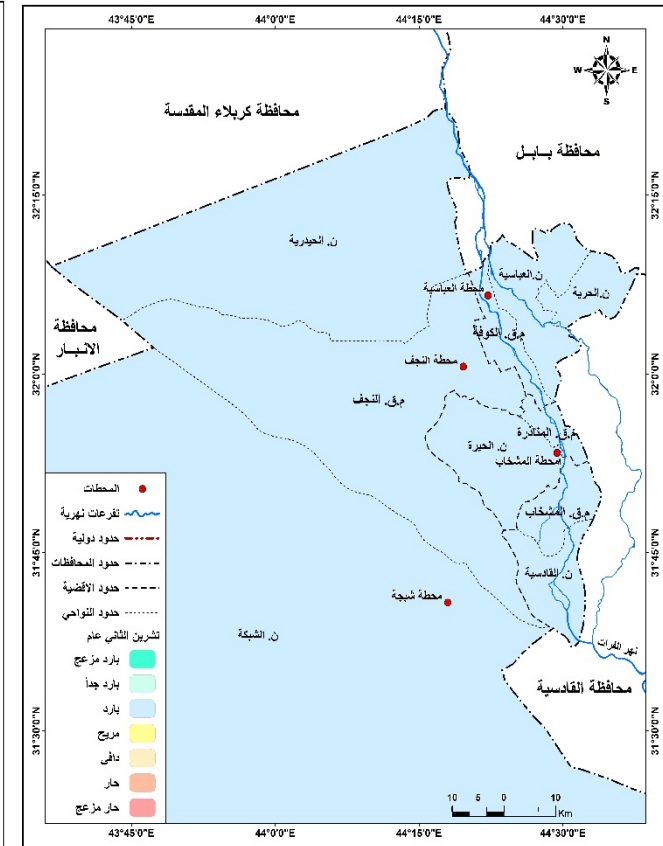 43°45'0"E 44°0'0"E 44°15'0"E 44°30'0"E
N
W E
S
محافظة كربلاء المقدسة
محافظة بـابـل
32°15'0"N
32°15'0"N
ن. الحيدرية
ن. العباسية
ن. الحرية
محطة العباسية
محافظة
الانـبـار
م.ق. الكوفة
32°0'0"N
32°0'0"N
محطة النجف
م.ق. النجف
م.ق. المناذرة
ن. الحيرة
محطة المشخاب
م.ق. المشخاب
31°45'0"N
31°45'0"N
ن. القادسية
محطة شبجة
ن. الشبكة
نهر الفرات
محافظة القادسية
31°30'0"N
31°30'0"N
المحطات
تفرعات نهرية
حدود دولية
حدود المحافظات
حدود الاقضية
حدود النواحي
تشرين الثاني عام
بارد مزعج
بارد جداً
بارد
مريح
دافى
حار
حار مزعج
10 5 0 10
Km
43°45'0"E 44°0'0"E 44°15'0"E 44°30'0"E